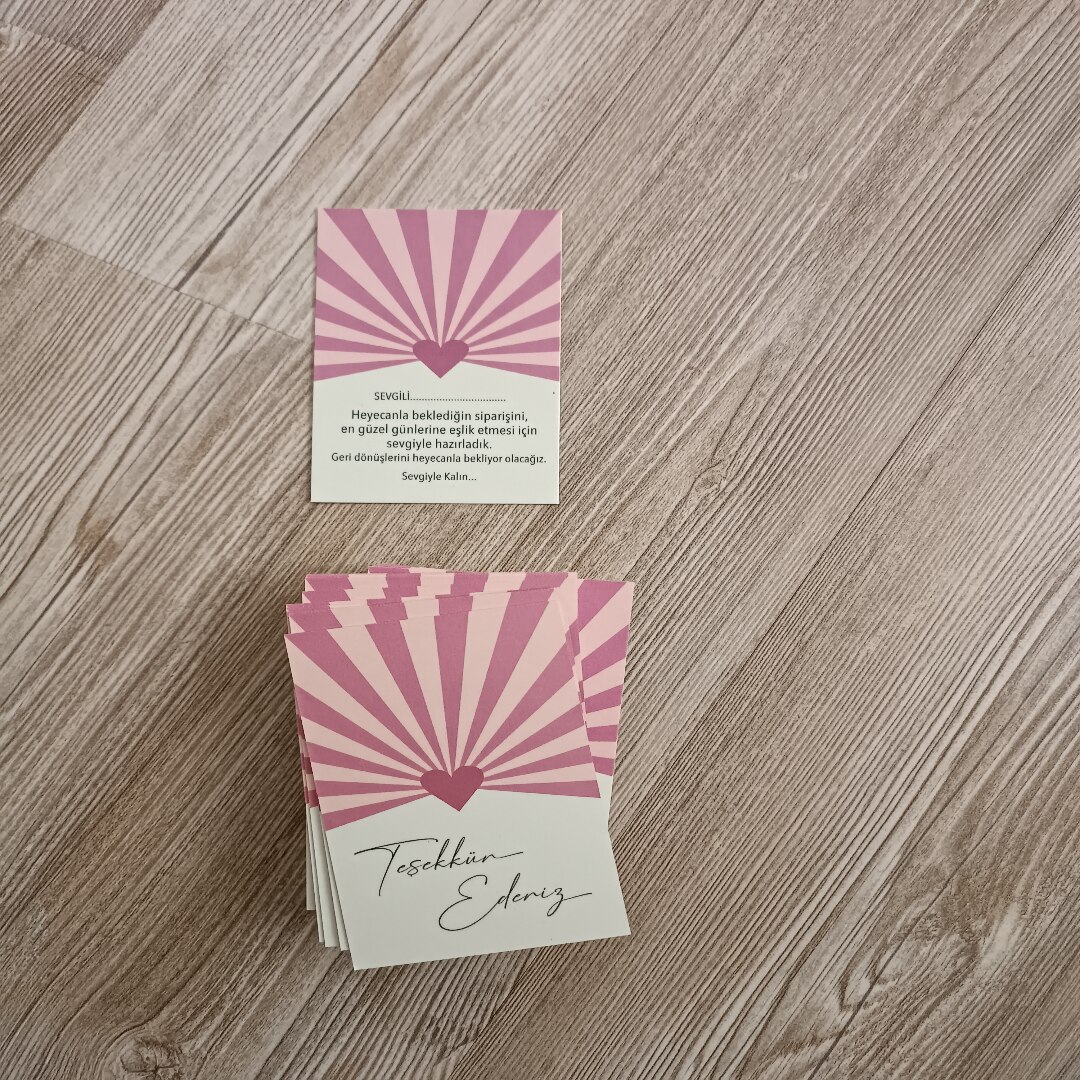 SEVGİLİ.................................
Heyecanla beklediğin siparişini,
en güzel günlerine eşlik etmesi için
sevgiyle hazırladık.
Geri dönüşlerini heyecanla bekliyor olacağız.
Sevgiyle Kalın...
Teşekkür
Ederiz